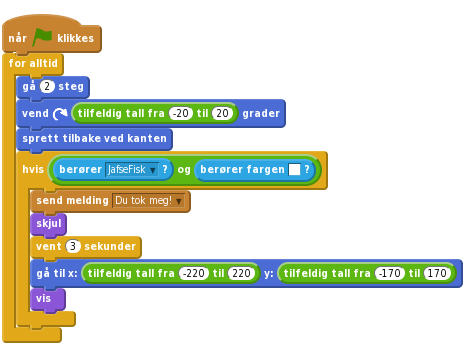 når klikkes
for alltid
gå 2 steg
vend tilfeldig tall fra -20 til 20 grader
sprett tilbake ved kanten
hvis berører JafseFisk ? og berører fargen ?
send melding Du tok meg!
skjul
vent 3 sekunder
gå til x: tilfeldig tall fra -220 til 220 y: tilfeldig tall fra -170 til 170
vis